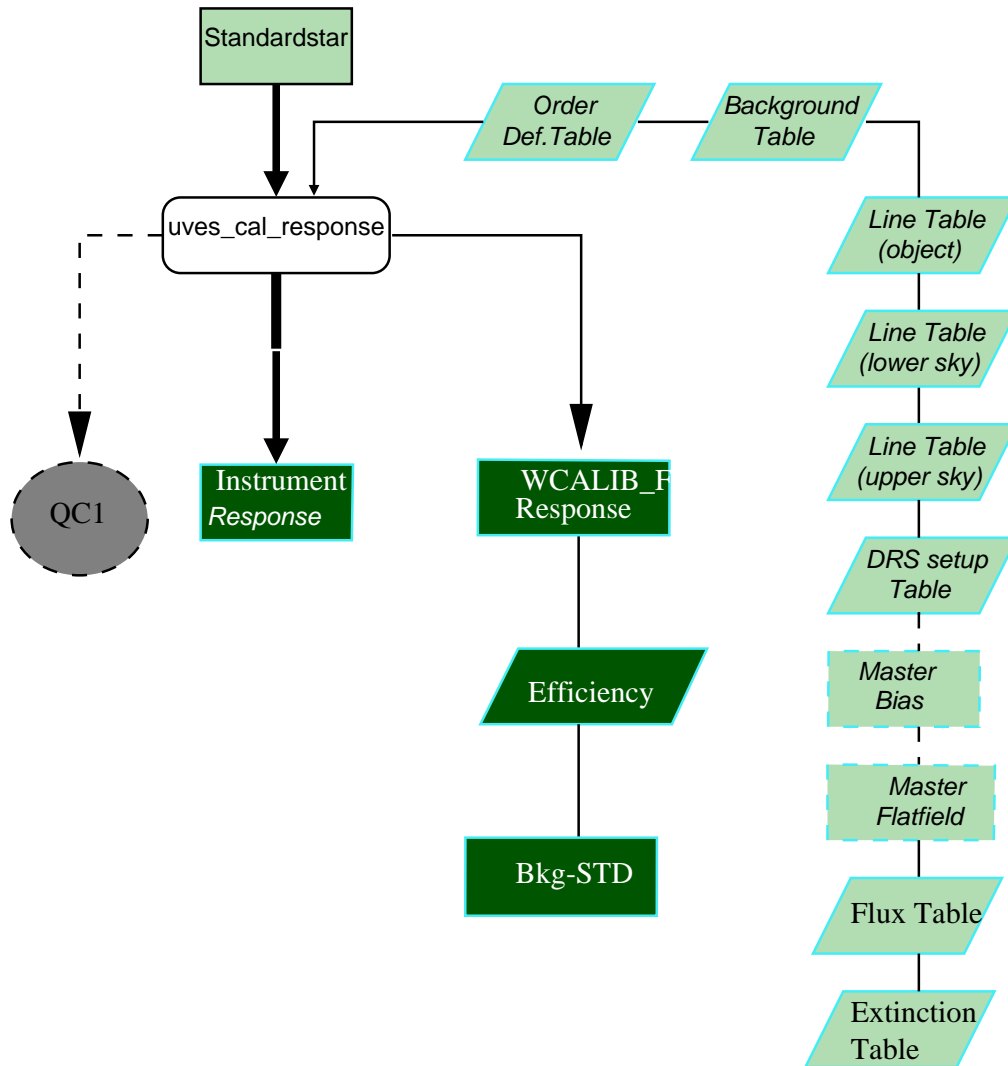 Standardstar
Order
Def.Table
Background
Table
uves_cal_response
Line Table
(object)
Line Table
(lower sky)
Line Table
(upper sky)
QC1
Instrument
Response
WCALIB_F
Response
DRS setup
Table
Master
Bias
Efficiency
Master
Flatfield
Bkg-STD
Flux Table
Extinction
Table